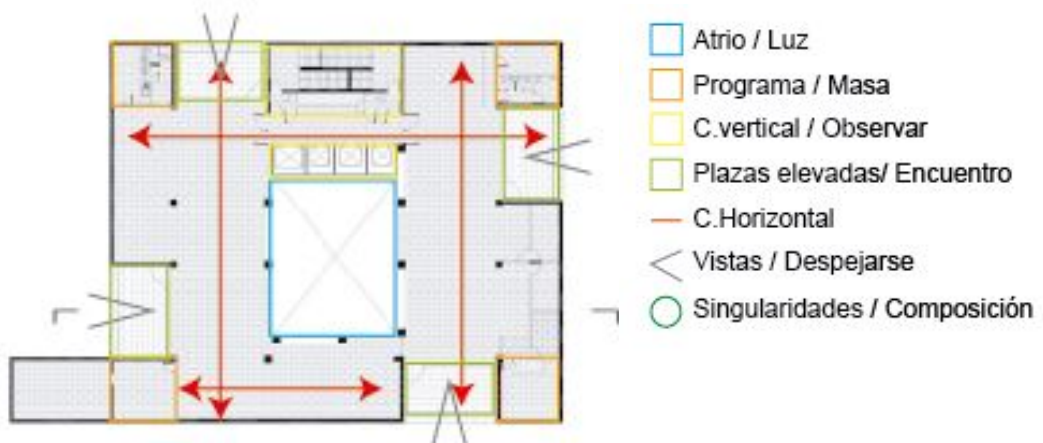 Atrio / Luz
Programa / Masa
C.vertical / Observar
Plazas elevadas/ Encuentro
C.Horizontal
Vistas / Despejarse
Singularidades / Composición